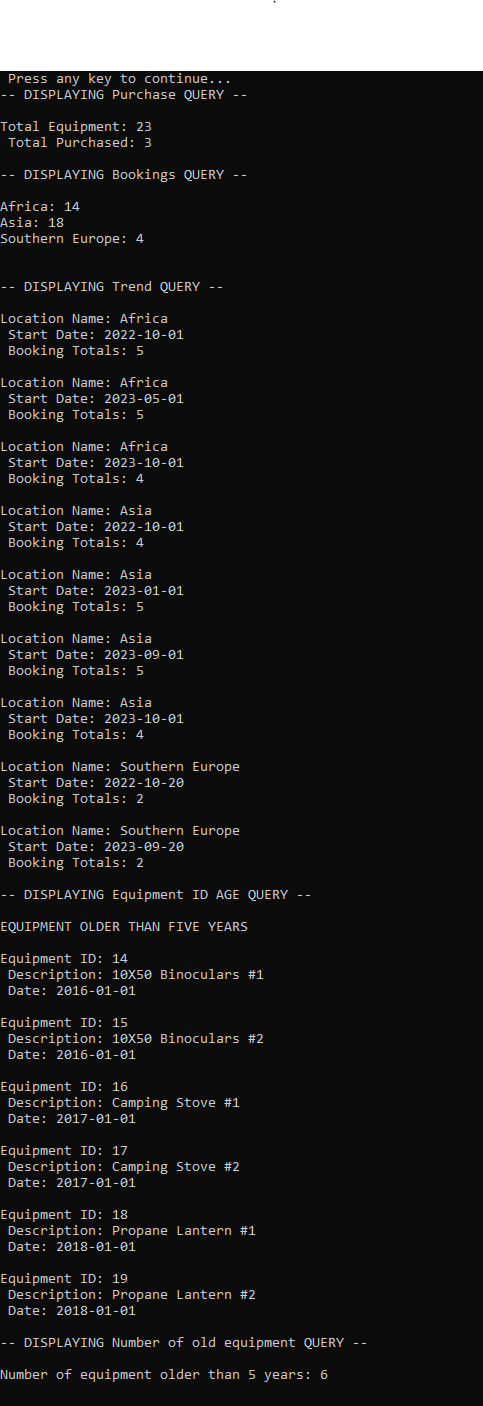 Press any key to continue...
-- DISPLAYING Purchase QUERY --
Total Equipment: 23
Total Purchased: 3
-- DISPLAYING Bookings QUERY --
Africa: 14
Asia: 18
Southern Europe: 4
-- DISPLAYING Trend QUERY --
Location Name: Africa
Start Date: 2022-10-01
Booking Totals: 5
Location Name: Africa
Start Date: 2023-05-01
Booking Totals: 5
Location Name: Africa
Start Date: 2023-10-01
Booking Totals: 4
Location Name: Asia
Start Date: 2022-10-01
Booking Totals: 4
Location Name: Asia
Start Date: 2023-01-01
Booking Totals: 5
Location Name: Asia
Start Date: 2023-09-01
Booking Totals: 5
Location Name: Asia
Start Date: 2023-10-01
Booking Totals: 4
Location Name: Southern Europe
Start Date: 2022-10-20
Booking Totals: 2
Location Name: Southern Europe
Start Date: 2023-09-20
Booking Totals: 2
-- DISPLAYING Equipment ID AGE QUERY --
EQUIPMENT OLDER THAN FIVE YEARS
Equipment ID: 14
Description: 10X50 Binoculars #1
Date: 2016-01-01
Equipment ID: 15
Description: 10X50 Binoculars #2
Date: 2016-01-01
Equipment ID: 16
Description: Camping Stove #1
Date: 2017-01-01
Equipment ID: 17
Description: Camping Stove #2
Date: 2017-01-01
Equipment ID: 18
Description: Propane Lantern #1
Date: 2018-01-01
Equipment ID: 19
Description: Propane Lantern #2
Date: 2018-01-01
-- DISPLAYING Number of old equipment QUERY --
Number of equipment older than 5 years: 6